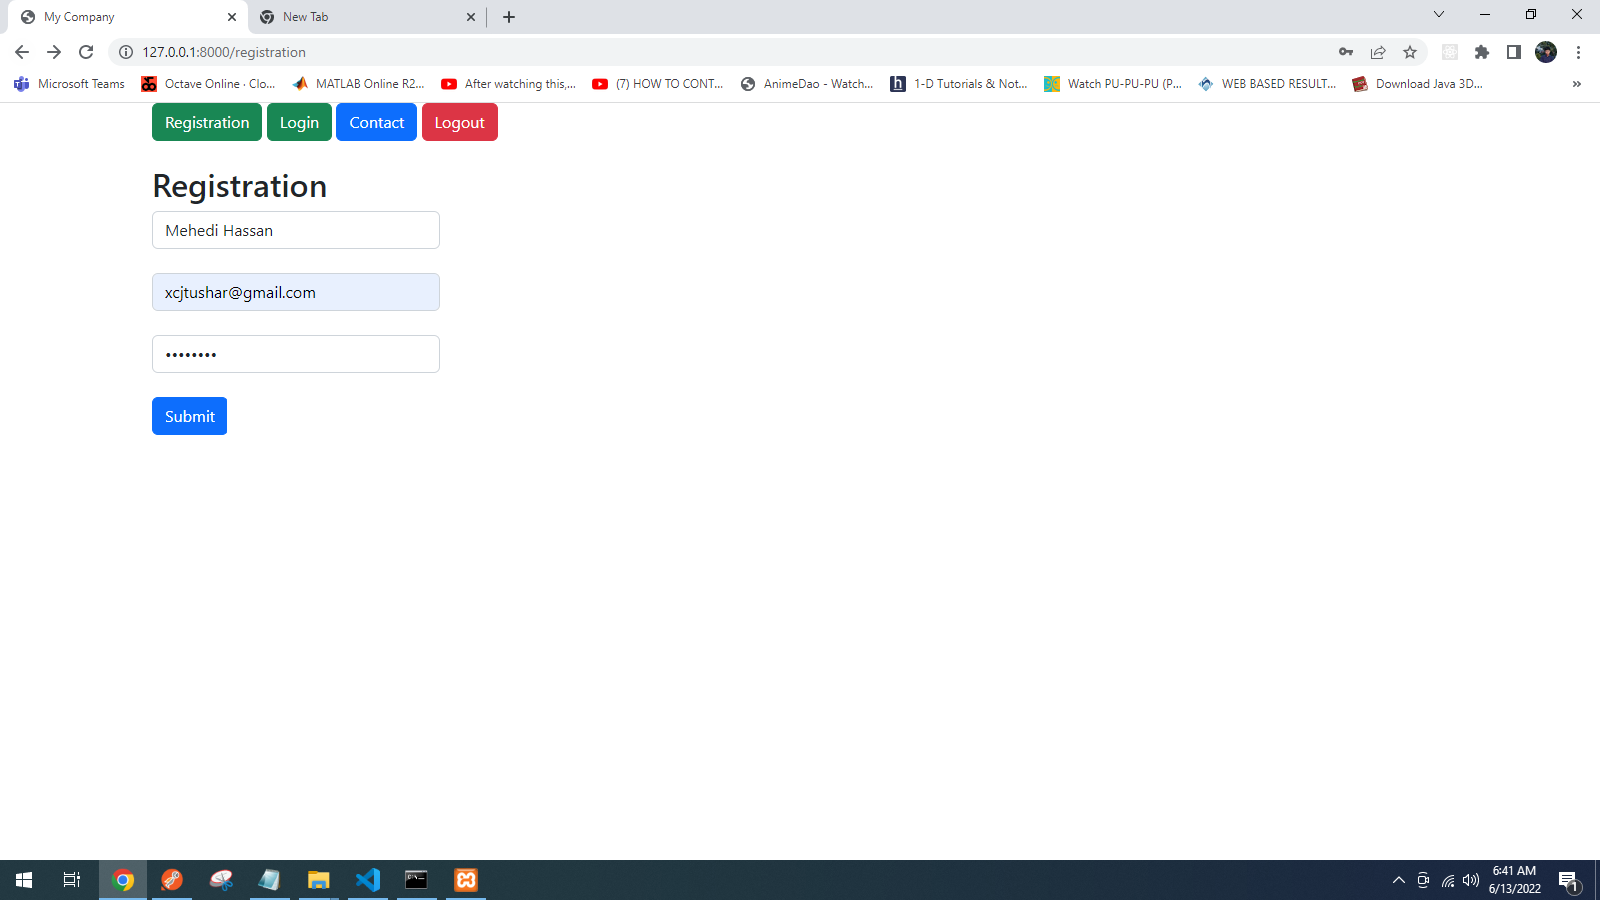 My Company
New Tab
127.0.0.1:8000/registration
Microsoft Teams
Octave Online · Clo...
MATLAB Online R2...
After watching this,...
(7) HOW TO CONT...
AnimeDao - Watch...
1-D Tutorials & Not...
Watch PU-PU-PU (P...
WEB BASED RESULT...
Download Java 3D...
Registration
Login
Contact
Logout
Registration
Mehedi Hassan
xcjtushar@gmail.com
••••••••
Submit
6:41 AM
6/13/2022
1